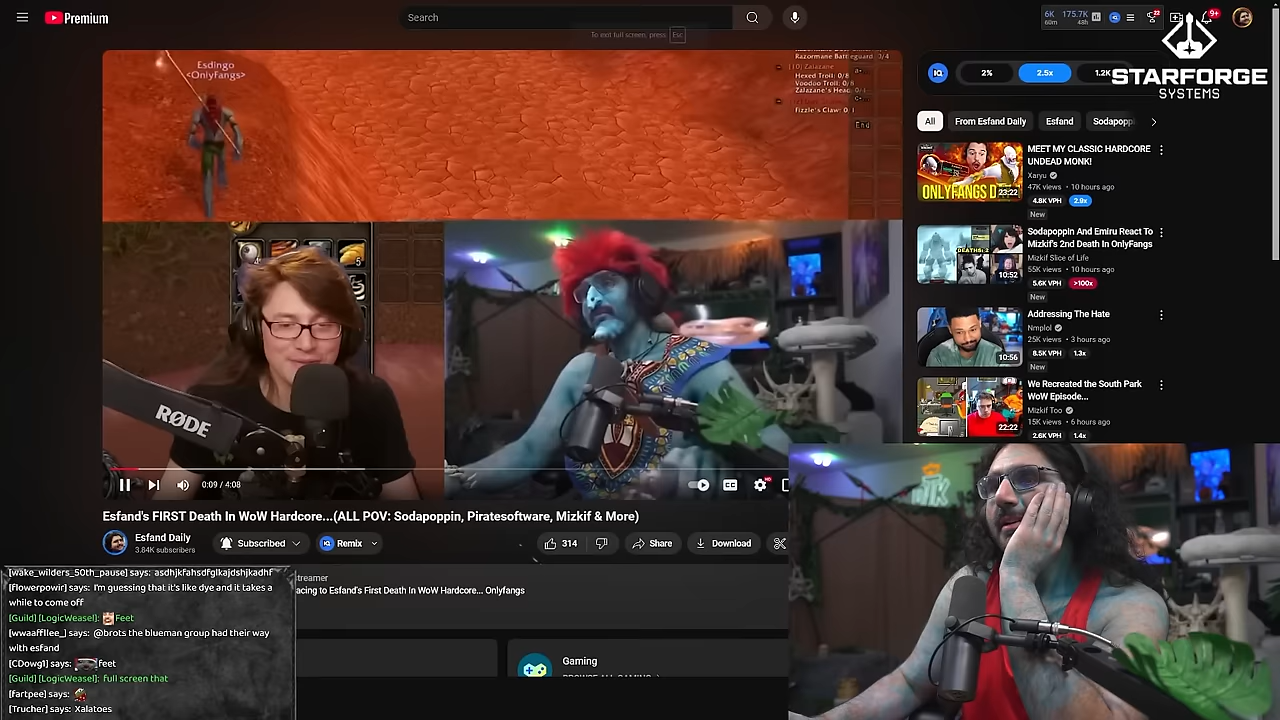 Premium
Search
To exit full screen, press Esc
6K
60m
175.7K
48h
22
9+
STARFORGE
SYSTEMS
2%
2.5x
1.2K
Esdingo
<OnlyFangs>
Hexed Troll: 0/8
Voodoo Troll: 0/8
Zalazane's Head: 0/1
Fizzle's Claw: 0/1
End
RØDE
0:09 / 4:08
Esfand's FIRST Death In WoW Hardcore...(ALL POV: Sodapoppin, Piratesoftware, Mizkif & More)
Esfand Daily
3.84K subscribers
Subscribed
Remix
314
Share
Download
streamer
acing to Esfand's First Death In WoW Hardcore... Onlyfangs
Gaming
All
From Esfand Daily
Esfand
Sodapoppi
ONLYFANGS D
23:22
MEET MY CLASSIC HARDCORE
UNDEAD MONK!
Xaryu
47K views • 10 hours ago
4.8K VPH
2.9x
New
10:52
Sodapoppin And Emiru React To
Mizkif's 2nd Death In OnlyFangs
Mizkif Slice of Life
55K views • 10 hours ago
5.6K VPH
>100x
New
10:56
Addressing The Hate
Nmplol
25K views • 3 hours ago
8.5K VPH
1.3x
New
22:22
We Recreated the South Park
WoW Episode...
Mizkif Too
15K views • 6 hours ago
2.6K VPH
1.4x
[wake_wilders_50th_pause] says: asdhjkfahsdfglkajdshjkadhf
[flowerpowir] says: I'm guessing that it's like dye and it takes a
while to come off
[Guild] [LogicWeasel]: Feet
[wwaaffllee_] says: @brots the blueman group had their way
with esfand
[CDowg1] says: Feet
[Guild] [LogicWeasel]: full screen that
[fartpee] says:
[Trucher] says: Xalatoes